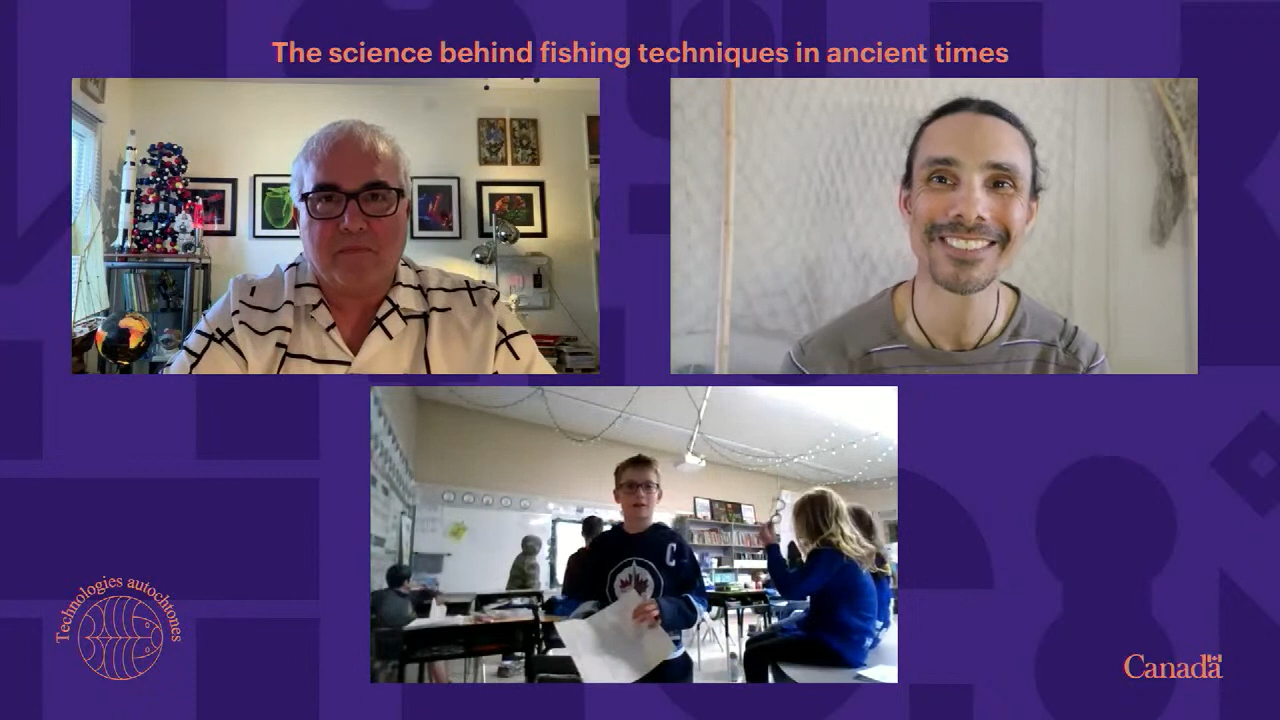 The science behind fishing techniques in ancient times
C
Technologies autochtones
Canada